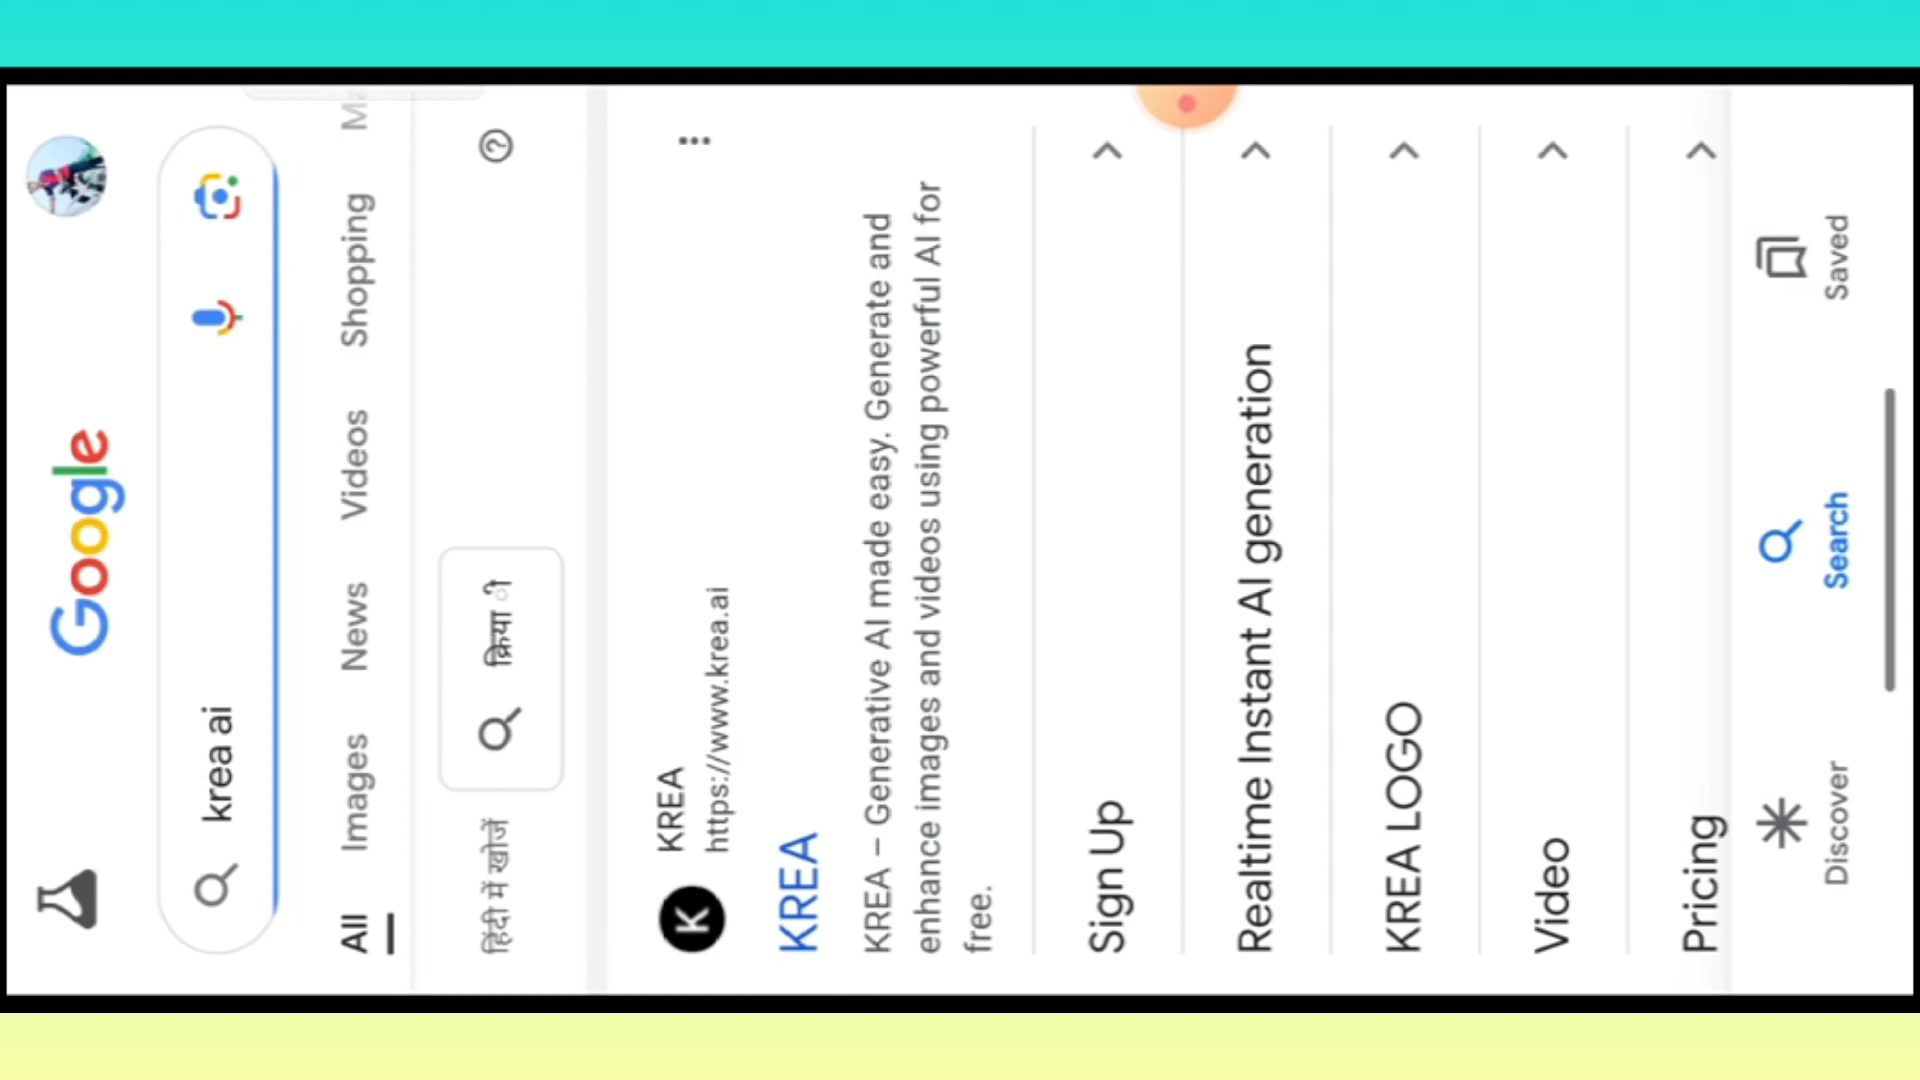 Google
krea ai
All Images News Videos Shopping
हिंदी में खोजें
KREA
https://www.krea.ai
KREA
KREA – Generative AI made easy. Generate and
enhance images and videos using powerful AI for
free.
Sign Up
Realtime Instant AI generation
KREA LOGO
Video
Pricing
Discover Search Saved